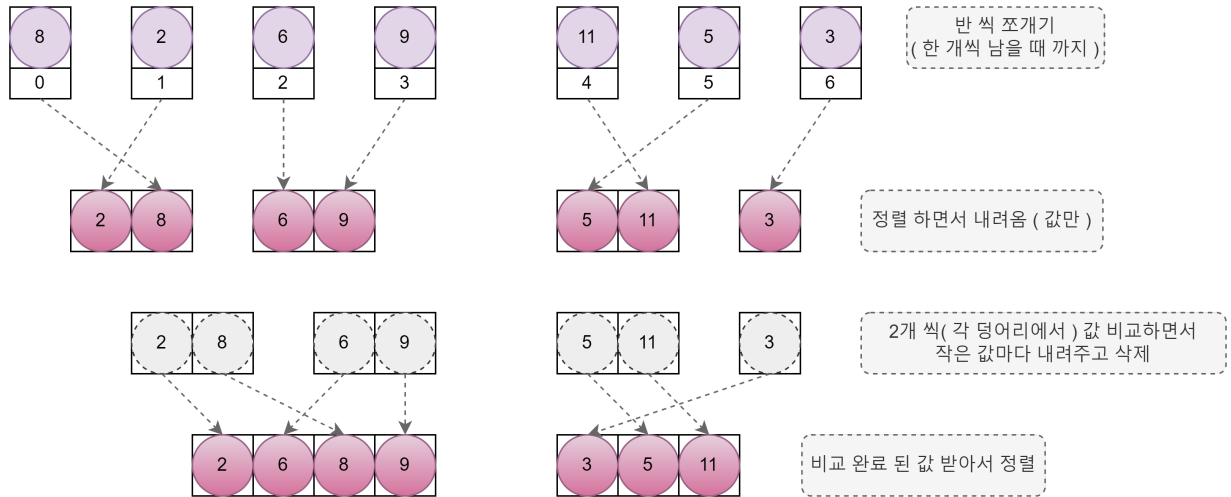 8 2 6 9 11 5 3
반 씩 쪼개기
( 한 개씩 남을 때 까지 )
0 1 2 3 4 5 6
2 8 6 9 5 11 3
정렬 하면서 내려옴 ( 값만 )
2 8 6 9 5 11 3
2개 씩( 각 덩어리에서 ) 값 비교하면서
작은 값마다 내려주고 삭제
2 6 8 9 3 5 11
비교 완료 된 값 받아서 정렬